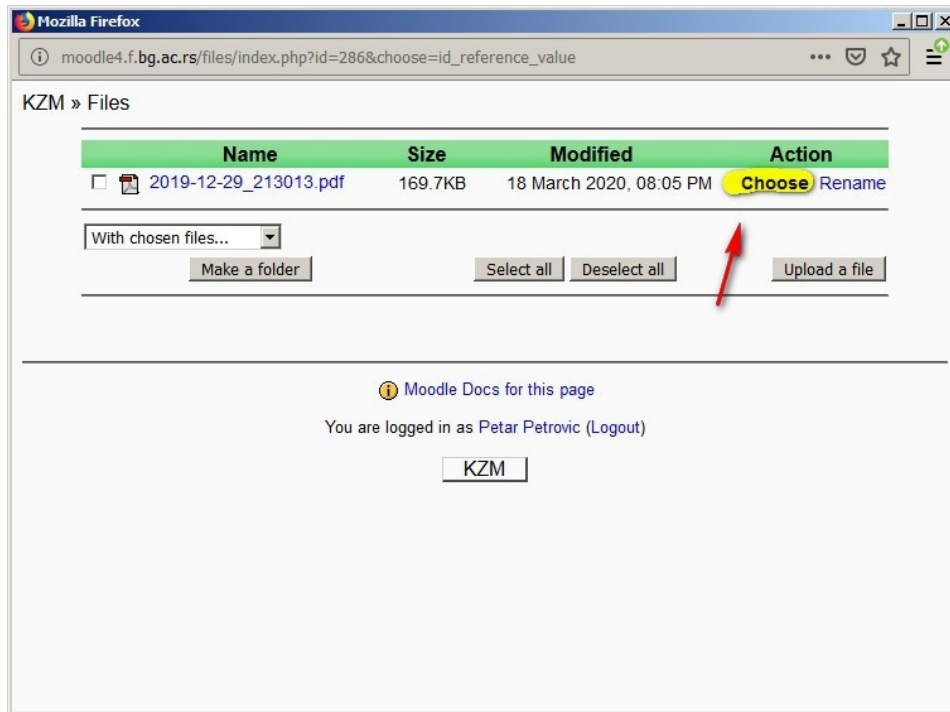 Mozilla Firefox
moodle4.f.bg.ac.rs/files/index.php?id=286&choose=id_reference_value
KZM » Files
Name Size Modified Action
2019-12-29_213013.pdf 169.7KB 18 March 2020, 08:05 PM Choose Rename
With chosen files...
Make a folder Select all Deselect all Upload a file
Moodle Docs for this page
You are logged in as Petar Petrovic (Logout)
KZM